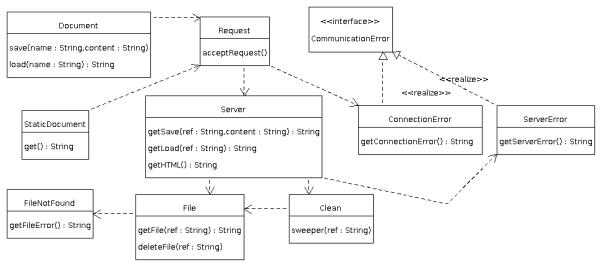 <<interface>>
CommunicationError
Document
save(name : String,content : String)
load(name : String) : String
Request
acceptRequest()
<<realize>>
<<realize>>
StaticDocument
get() : String
Server
getSave(ref : String,content : String) : String
getLoad(ref : String) : String
getHTML() : String
ConnectionError
getConnectionError() : String
ServerError
getServerError() : String
FileNotFound
getFileError() : String
File
getFile(ref : String) : String
deleteFile(ref : String)
Clean
sweeper(ref : String)